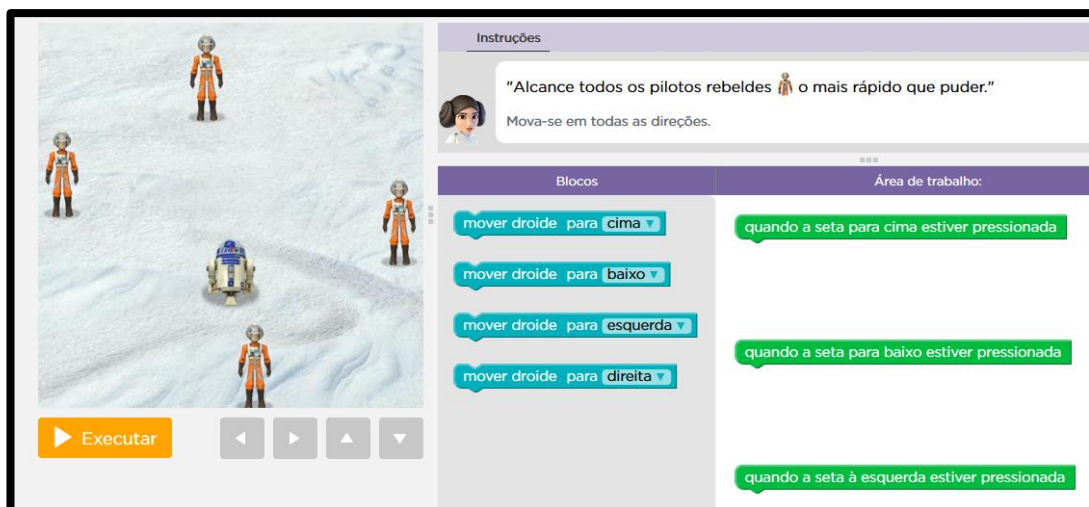 Instruções
"Alcance todos os pilotos rebeldes o mais rápido que puder."
Mova-se em todas as direções.
Blocos
Área de trabalho:
mover droide para cima
mover droide para baixo
mover droide para esquerda
mover droide para direita
quando a seta para cima estiver pressionada
quando a seta para baixo estiver pressionada
quando a seta à esquerda estiver pressionada
Executar